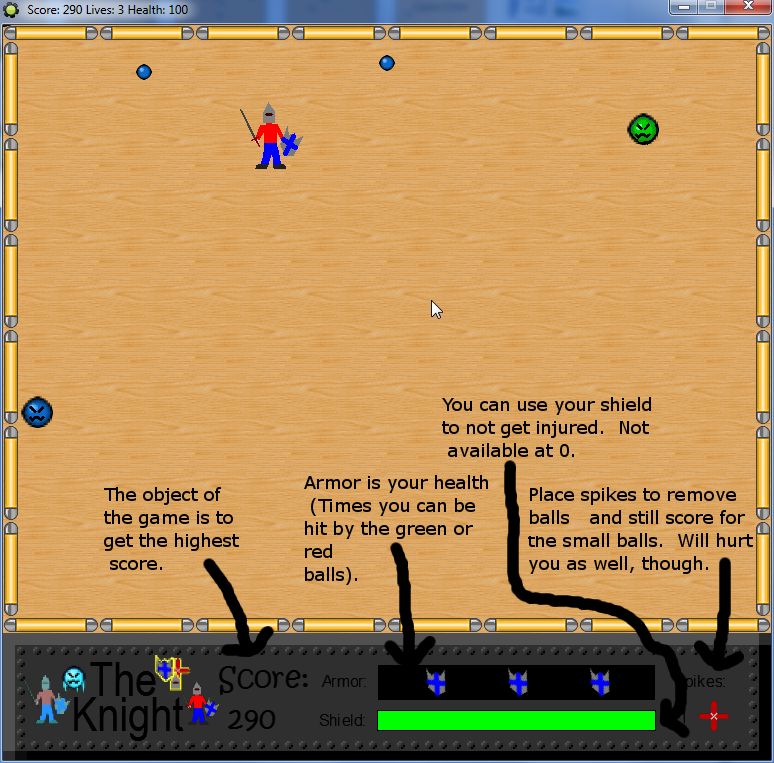 Score: 290 Lives: 3 Health: 100
You can use your shield
to not get injured.  Not
available at 0.
Armor is your health
(Times you can be
hit by the green or
red
balls).
The object of
the game is to
get the highest
score.
Place spikes to remove
balls   and still score for
the small balls.  Will hurt
you as well, though.
The
Knight
Score:
290
Armor:
Shield:
pikes: